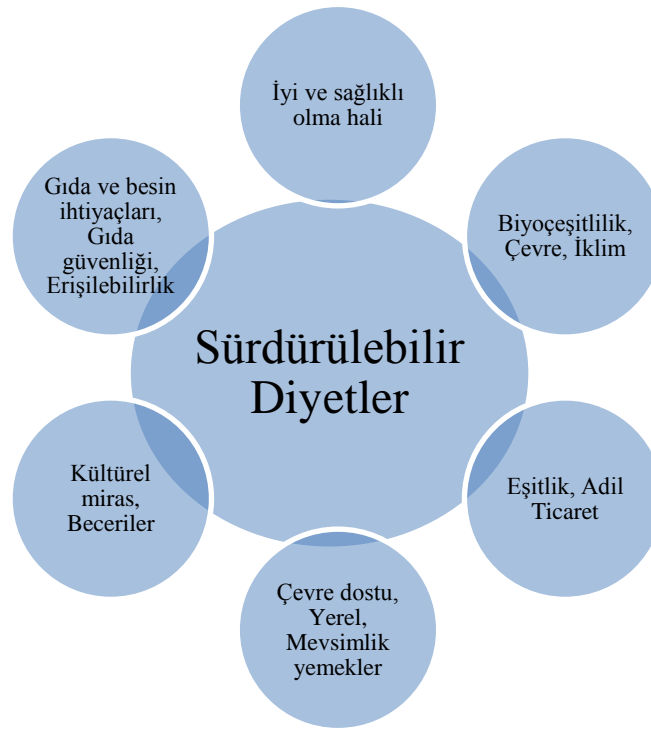 İyi ve sağlıklı
olma hali
Gıda ve besin
ihtiyaçları,
Gıda
güvenliği,
Erişilebilirlik
Biyoçeşitlilik,
Çevre, İklim
Sürdürülebilir
Diyetler
Kültürel
miras,
Beceriler
Eşitlik, Adil
Ticaret
Çevre dostu,
Yerel,
Mevsimlik
yemekler